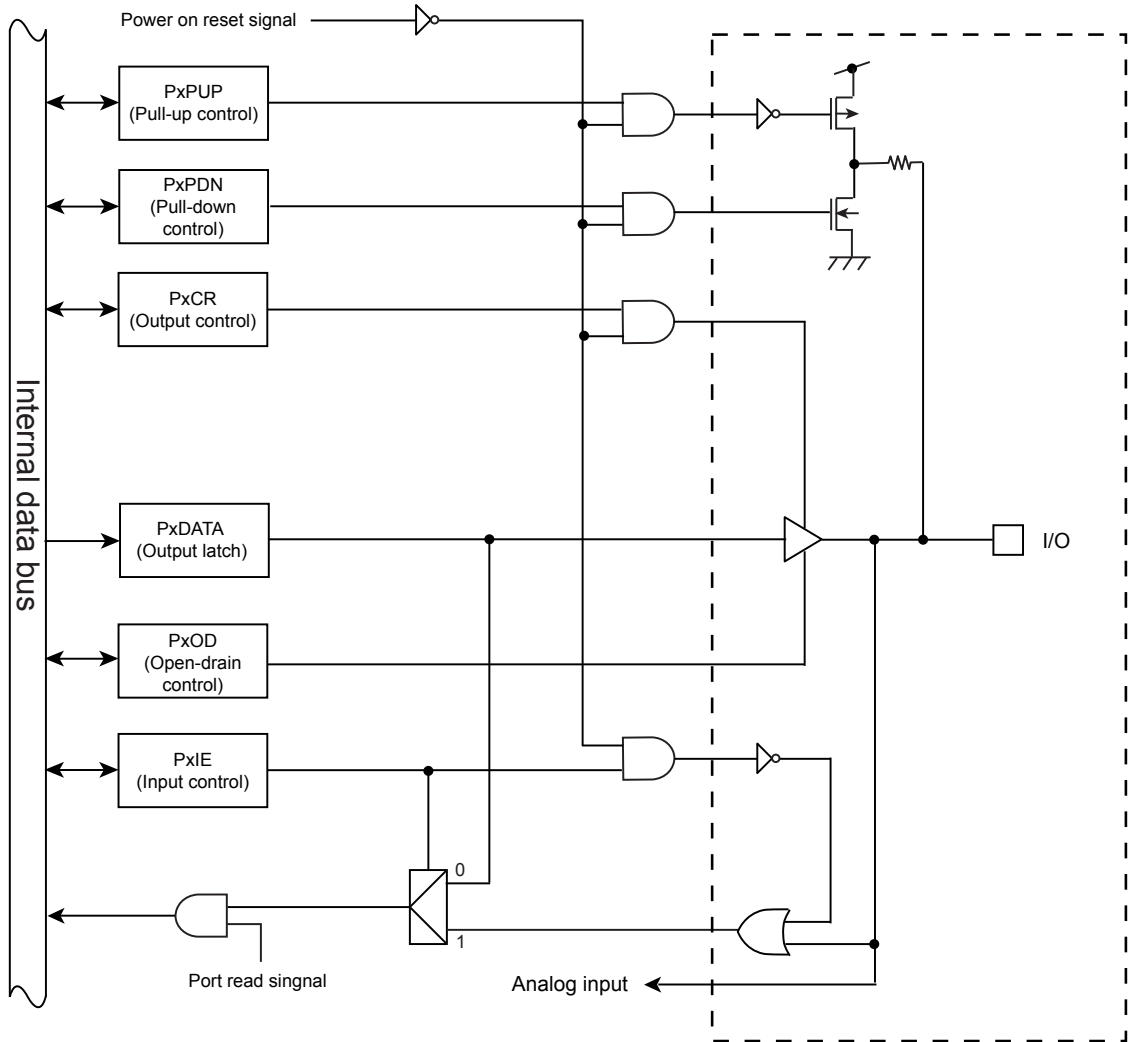 Power on reset signal
PxPUP
(Pull-up control)
PxPDN
(Pull-down
control)
PxCR
(Output control)
Internal data bus
PxDATA
(Output latch)
I/O
PxOD
(Open-drain
control)
PxIE
(Input control)
0
1
Port read singnal
Analog input